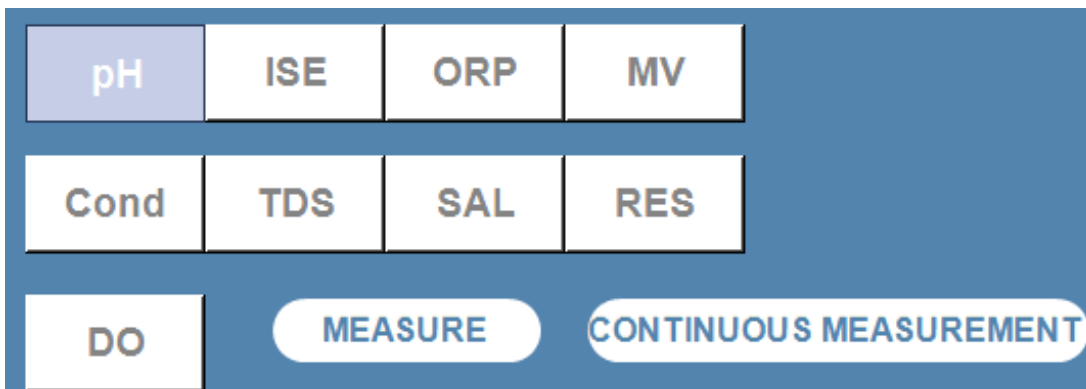 pH ISE ORP MV
Cond TDS SAL RES
DO MEASURE CONTINUOUS MEASUREMENT